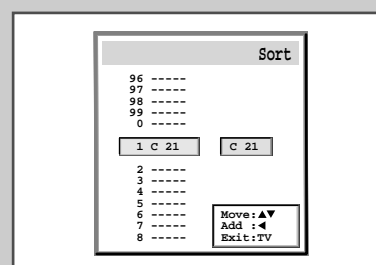 Sort
96 -----
97 -----
98 -----
99 -----
0 -----
1 C 21 C 21
2 -----
3 -----
4 -----
5 -----
6 -----
7 -----
8 -----
Move:▲▼
Add :◀
Exit:TV